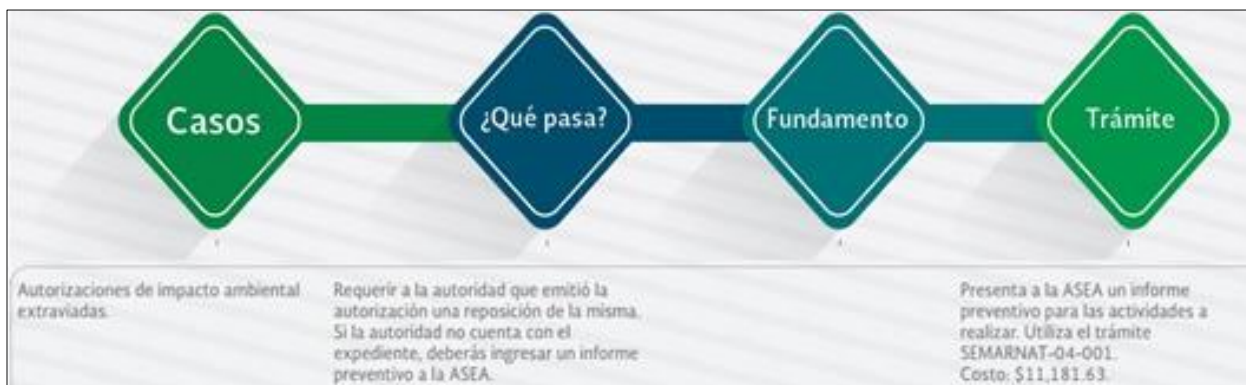 Casos
¿Qué pasa?
Fundamento
Trámite
Autorizaciones de impacto ambiental
extraviadas.
Requerir a la autoridad que emitió la
autorización una reposición de la misma.
Si la autoridad no cuenta con el
expediente, deberás ingresar un informe
preventivo a la ASEA.
Presenta a la ASEA un informe
preventivo para las actividades a
realizar. Utiliza el trámite
SEMARNAT-04-001.
Costo: $11,181.63.